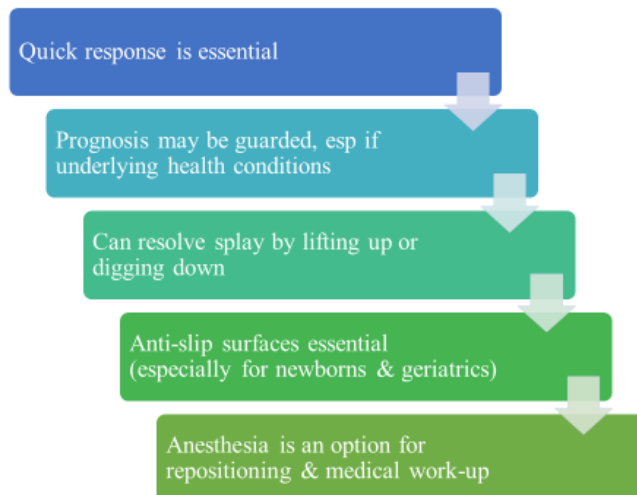 Quick response is essential
Prognosis may be guarded, esp if
underlying health conditions
Can resolve splay by lifting up or
digging down
Anti-slip surfaces essential
(especially for newborns & geriatrics)
Anesthesia is an option for
repositioning & medical work-up